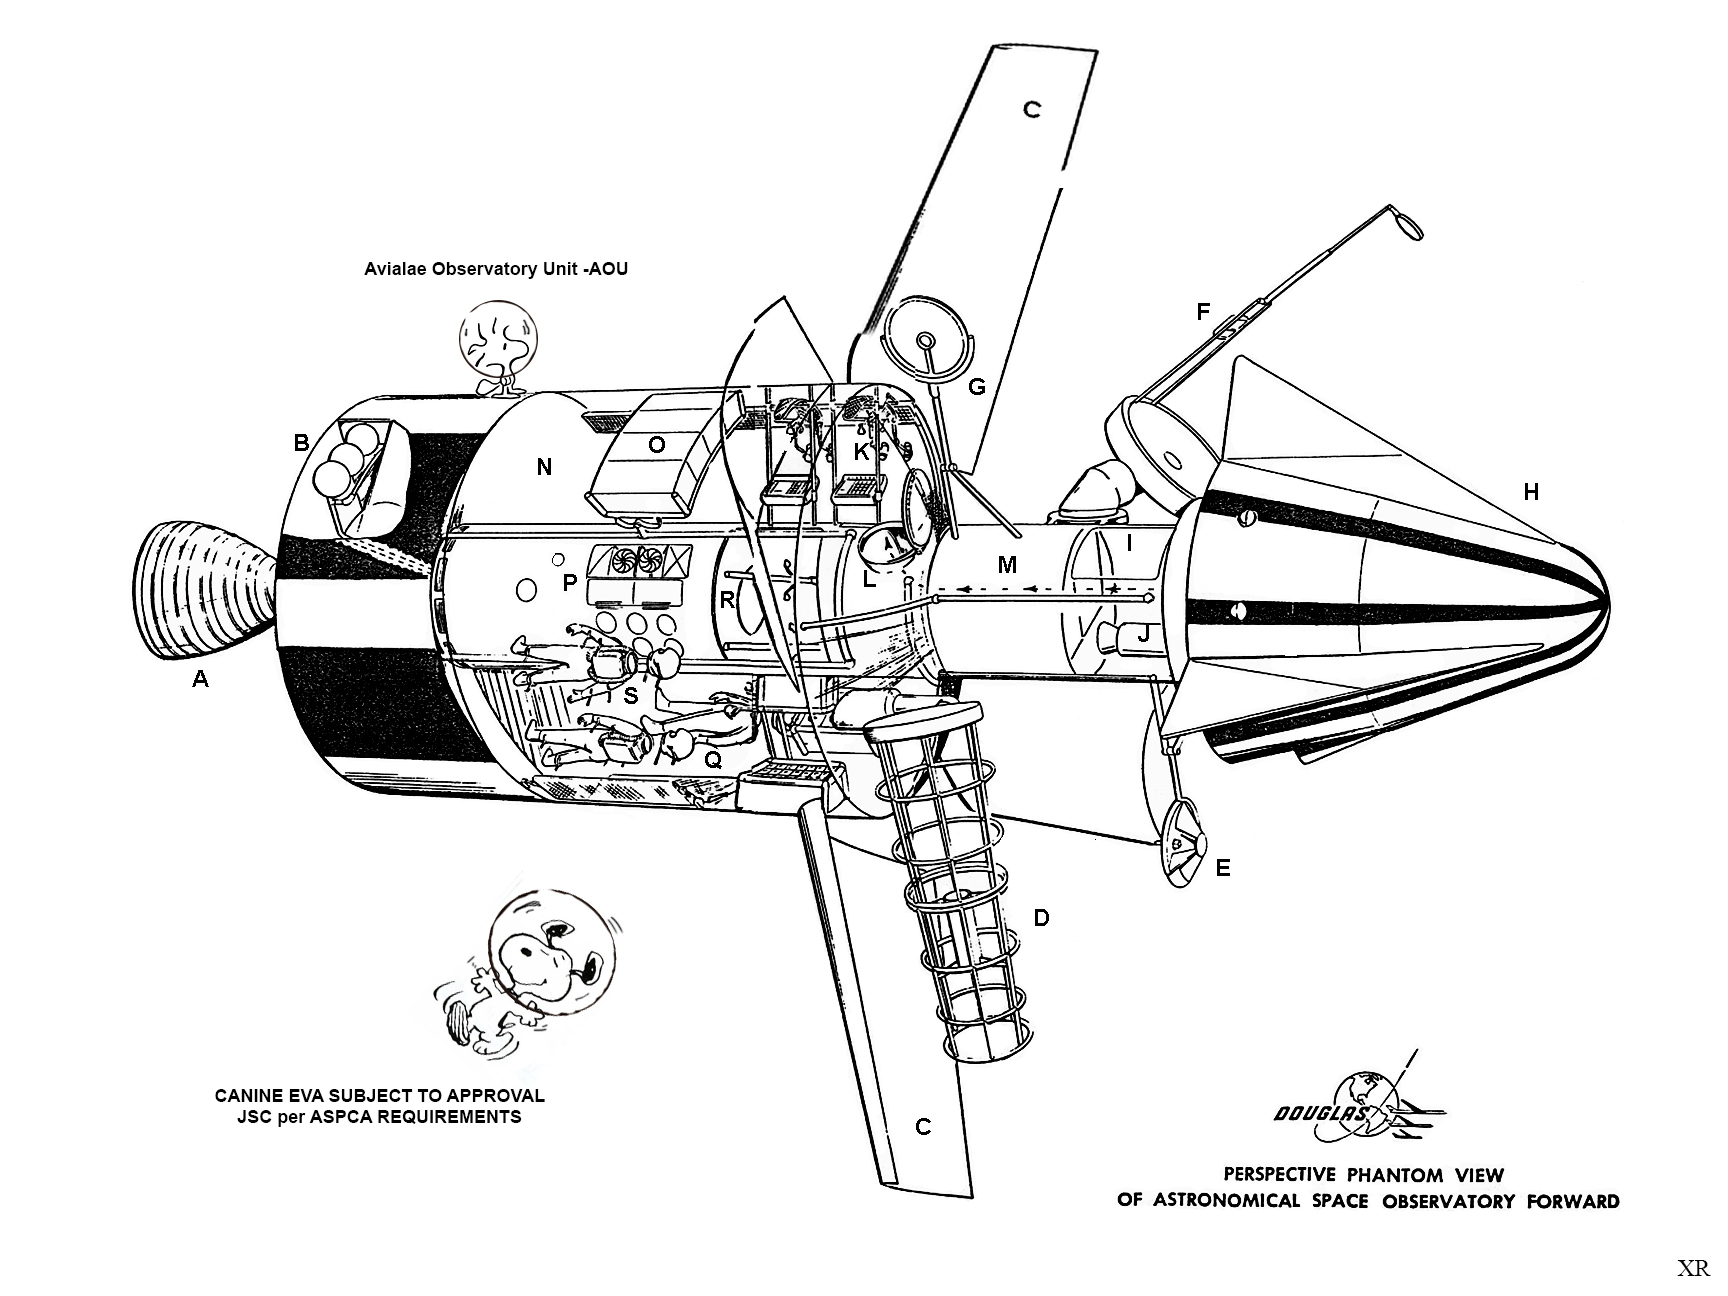 C
Avialae Observatory Unit -AOU
F
G
B
O
K
N
H
I
L
M
P
R
J
A
S
Q
E
D
CANINE EVA SUBJECT TO APPROVAL
JSC per ASPCA REQUIREMENTS
C
DOUGLAS
PERSPECTIVE PHANTOM VIEW
OF ASTRONOMICAL SPACE OBSERVATORY FORWARD
XR